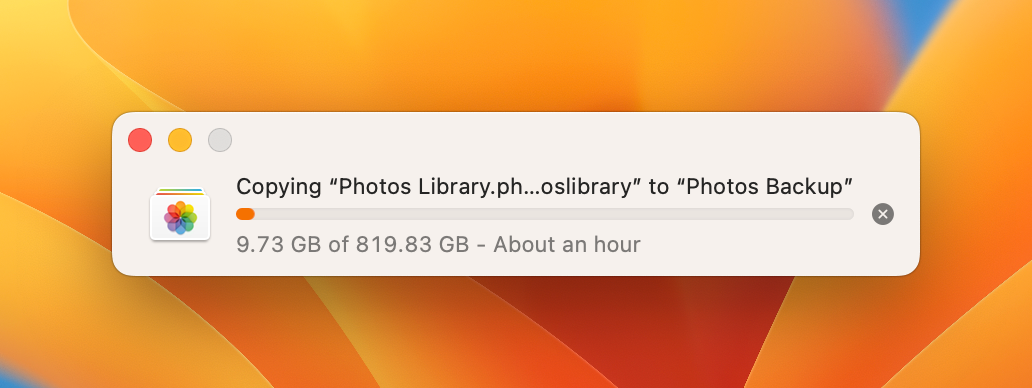 Copying “Photos Library.ph...oslibrary” to “Photos Backup”
9.73 GB of 819.83 GB - About an hour